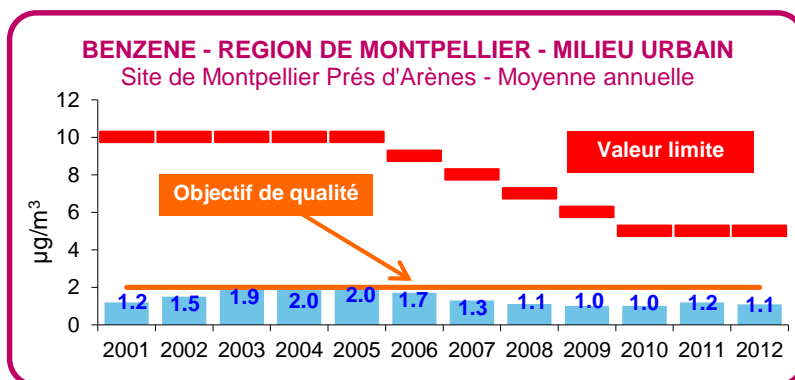 BENZENE - REGION DE MONTPELLIER - MILIEU URBAIN
Site de Montpellier Prés d'Arènes - Moyenne annuelle
12
10
8
6
4
2
0
µg/m³
Valeur limite
Objectif de qualité
1.2 1.5 1.9 2.0 2.0 1.7 1.3 1.1 1.0 1.0 1.2 1.1
2001 2002 2003 2004 2005 2006 2007 2008 2009 2010 2011 2012